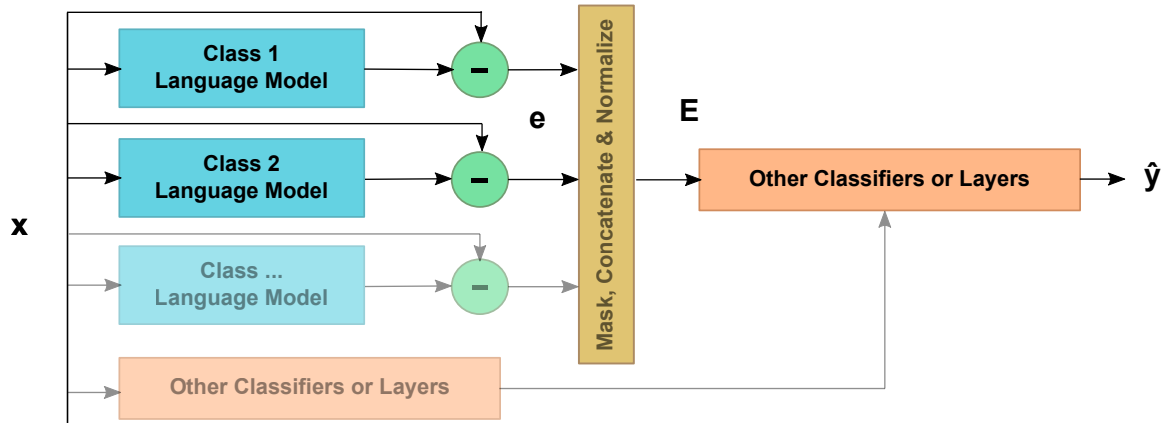 Class 1
Language Model
−
e
Class 2
Language Model
−
x
Class ...
Language Model
−
Mask, Concatenate & Normalize
E
Other Classifiers or Layers
ŷ
Other Classifiers or Layers